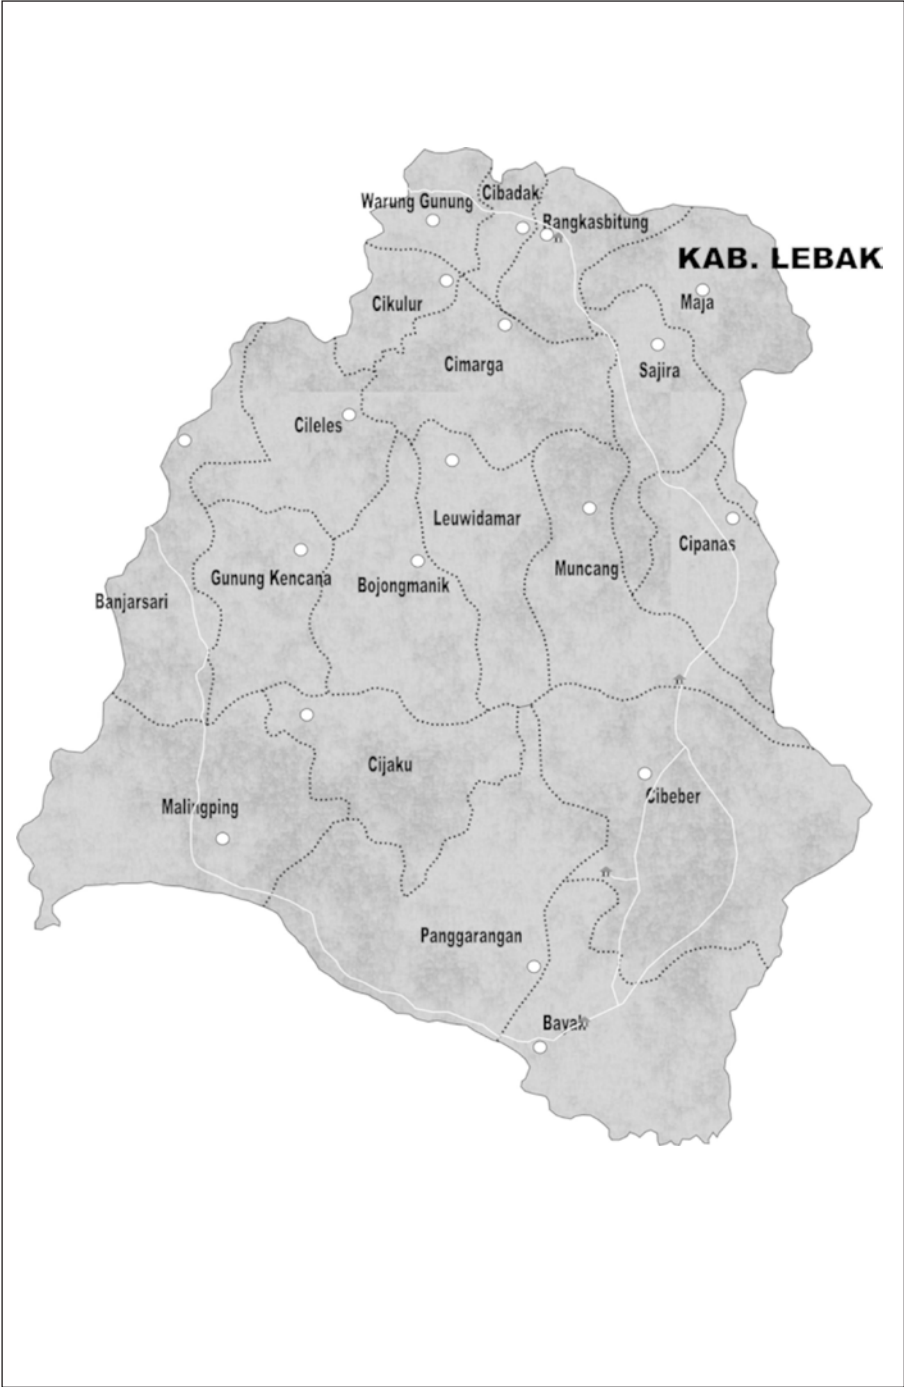 Warung Gunung
Cibadak
Rangkasbitung
KAB. LEBAK
Cikulur
Maja
Cimarga
Sajira
Cileles
Leuwidamar
Cipanas
Muncang
Gunung Kencana
Bojongmanik
Banjarsari
Cijaku
Cibeber
Malingping
Panggarangan
Bayah